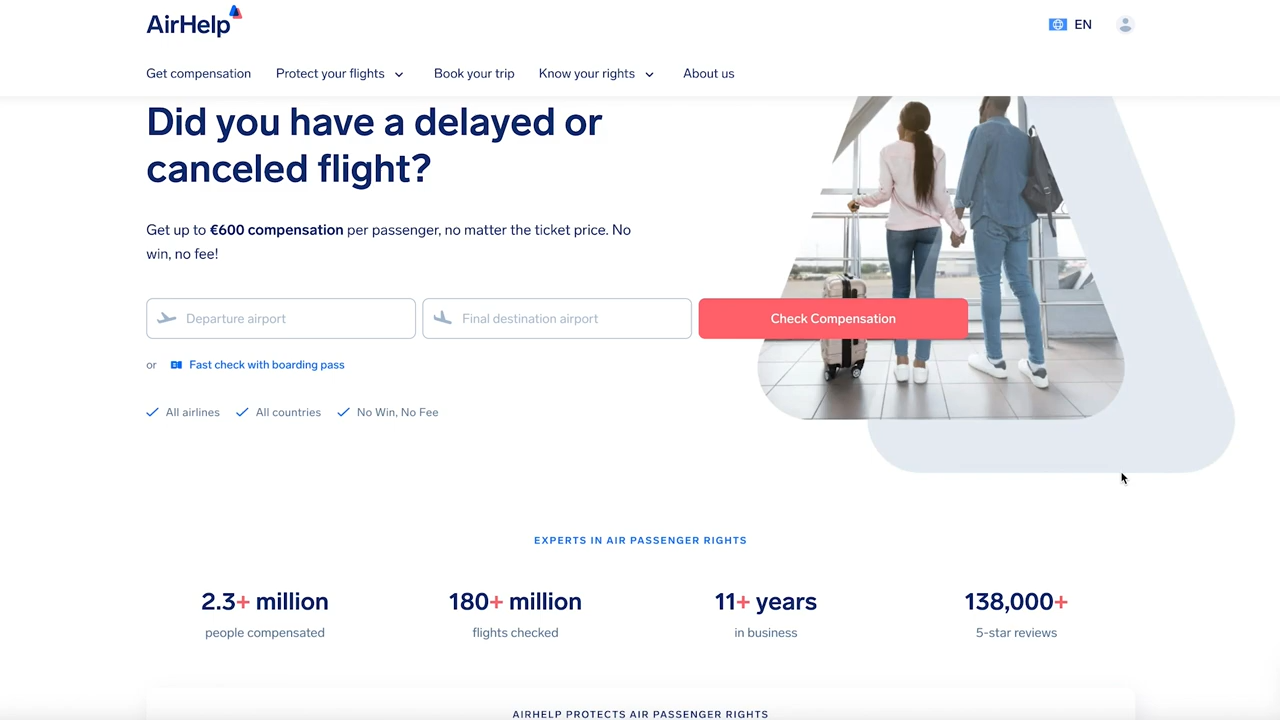 AirHelp
EN
Get compensation
Protect your flights
Book your trip
Know your rights
About us
Did you have a delayed or
canceled flight?
Get up to €600 compensation per passenger, no matter the ticket price. No
win, no fee!
Departure airport
Final destination airport
Check Compensation
or
Fast check with boarding pass
All airlines
All countries
No Win, No Fee
EXPERTS IN AIR PASSENGER RIGHTS
2.3+ million
people compensated
180+ million
flights checked
11+ years
in business
138,000+
5-star reviews
AIRHELP PROTECTS AIR PASSENGER RIGHTS